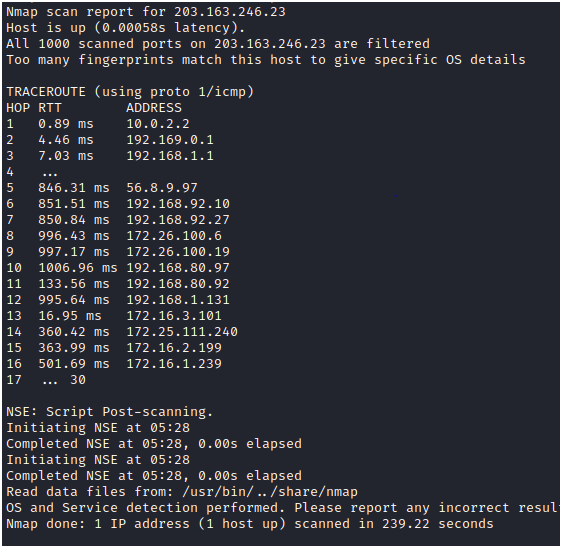 Nmap scan report for 203.163.246.23
Host is up (0.00058s latency).
All 1000 scanned ports on 203.163.246.23 are filtered
Too many fingerprints match this host to give specific OS details

TRACEROUTE (using proto 1/icmp)
HOP RTT        ADDRESS
1   0.89 ms    10.0.2.2
2   4.46 ms    192.169.0.1
3   7.03 ms    192.168.1.1
4   ...
5   846.31 ms  56.8.9.97
6   851.51 ms  192.168.92.10
7   850.84 ms  192.168.92.27
8   996.43 ms  172.26.100.6
9   997.17 ms  172.26.100.19
10  1006.96 ms 192.168.80.97
11  133.56 ms  192.168.80.92
12  995.64 ms  192.168.1.131
13  16.95 ms   172.16.3.101
14  360.42 ms  172.25.111.240
15  363.99 ms  172.16.2.199
16  501.69 ms  172.16.1.239
17  ... 30

NSE: Script Post-scanning.
Initiating NSE at 05:28
Completed NSE at 05:28, 0.00s elapsed
Initiating NSE at 05:28
Completed NSE at 05:28, 0.00s elapsed
Read data files from: /usr/bin/../share/nmap
OS and Service detection performed. Please report any incorrect resul
Nmap done: 1 IP address (1 host up) scanned in 239.22 seconds